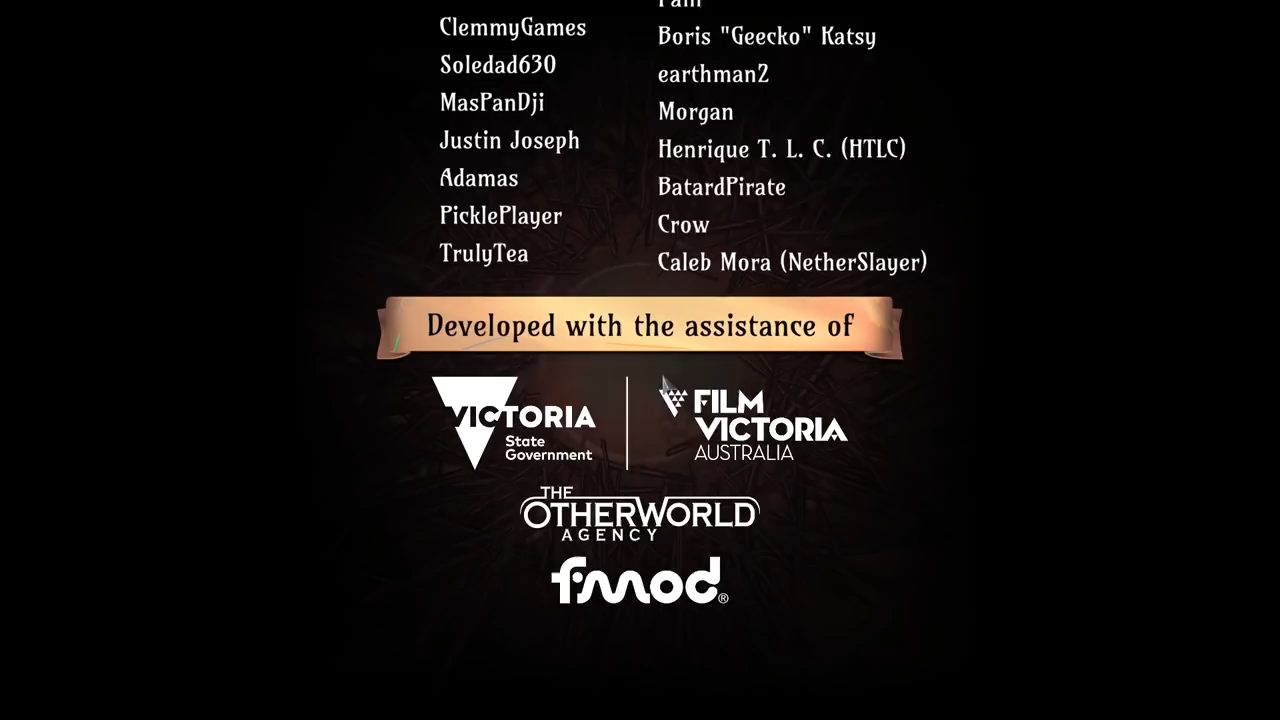 ClemmyGames
Soledad630
MasPanDji
Justin Joseph
Adamas
PicklePlayer
TrulyTea
Boris "Geecko" Katsy
earthman2
Morgan
Henrique T. L. C. (HTLC)
BatardPirate
Crow
Caleb Mora (NetherSlayer)
Developed with the assistance of
VICTORIA
State
Government
FILM
VICTORIA
AUSTRALIA
THE
OTHERWORLD
AGENCY
fmod®